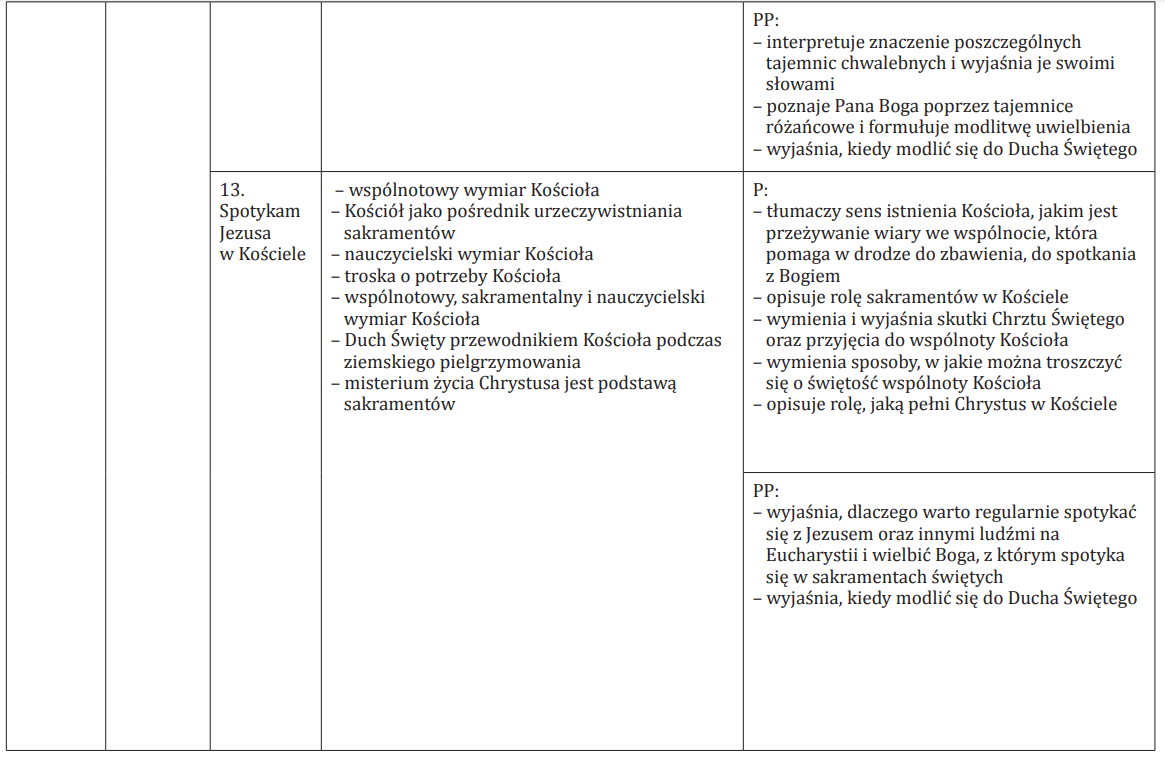 PP:
– interpretuje znaczenie poszczególnych
tajemnic chwalebnych i wyjaśnia je swoimi
słowami
– poznaje Pana Boga poprzez tajemnice
różańcowe i formułuje modlitwę uwielbienia
– wyjaśnia, kiedy modlić się do Ducha Świętego
13.
Spotykam
Jezusa
w Kościele
– wspólnotowy wymiar Kościoła
– Kościół jako pośrednik urzeczywistniania
sakramentów
– nauczycielski wymiar Kościoła
– troska o potrzeby Kościoła
– wspólnotowy, sakramentalny i nauczycielski
wymiar Kościoła
– Duch Święty przewodnikiem Kościoła podczas
ziemskiego pielgrzymowania
– misterium życia Chrystusa jest podstawą
sakramentów
P:
– tłumaczy sens istnienia Kościoła, jakim jest
przeżywanie wiary we wspólnocie, która
pomaga w drodze do zbawienia, do spotkania
z Bogiem
– opisuje rolę sakramentów w Kościele
– wymienia i wyjaśnia skutki Chrztu Świętego
oraz przyjęcia do wspólnoty Kościoła
– wymienia sposoby, w jakie można troszczyć
się o świętość wspólnoty Kościoła
– opisuje rolę, jaką pełni Chrystus w Kościele
PP:
– wyjaśnia, dlaczego warto regularnie spotykać
się z Jezusem oraz innymi ludźmi na
Eucharystii i wielbić Boga, z którym spotyka
się w sakramentach świętych
– wyjaśnia, kiedy modlić się do Ducha Świętego